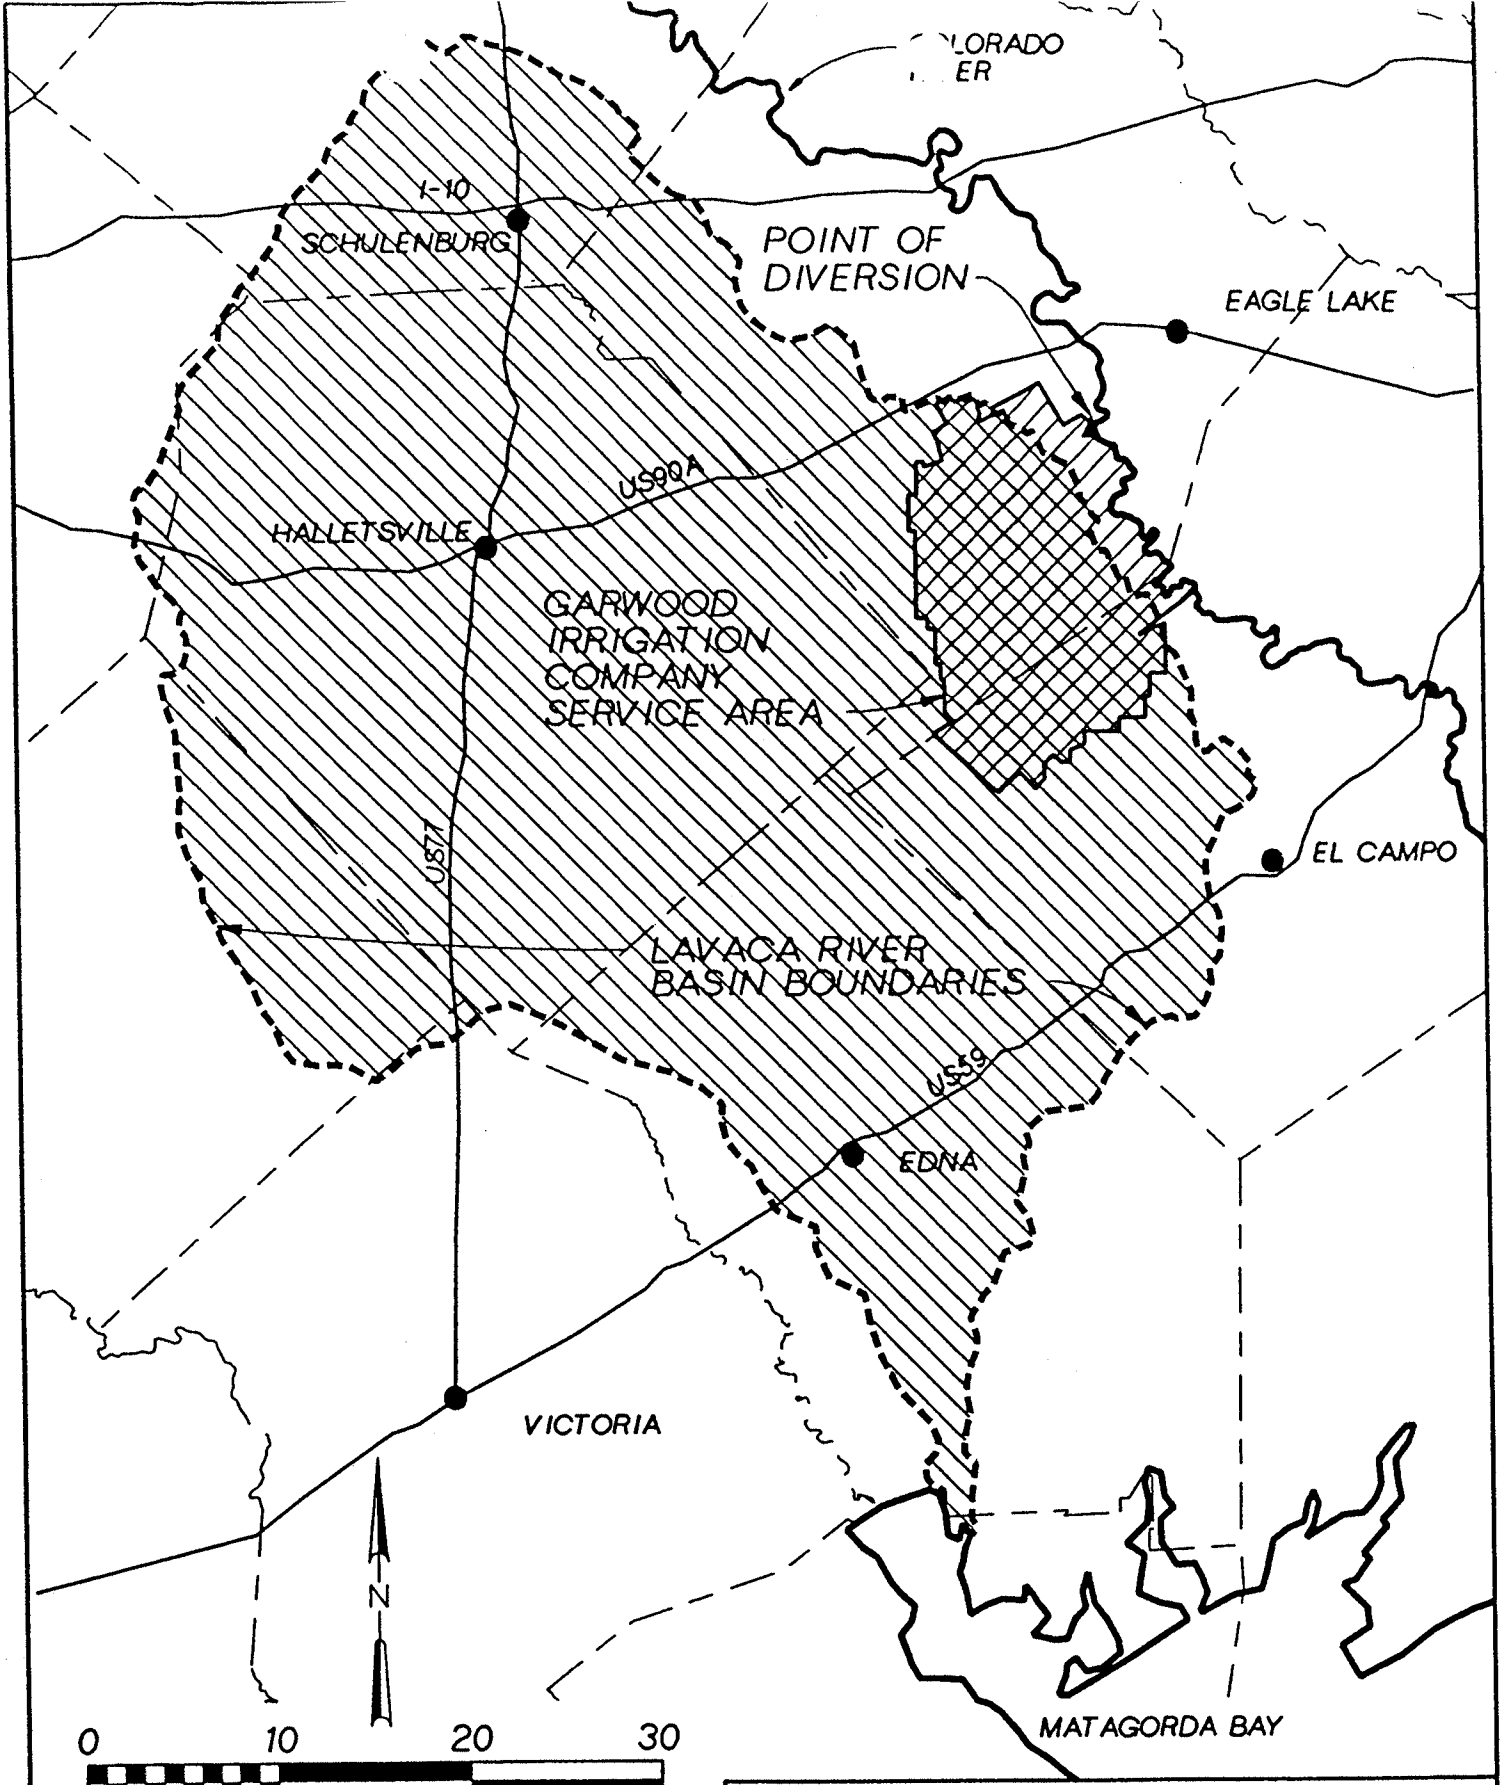 LORADO
ER
I-10
SCHULENBURG
POINT OF
DIVERSION
EAGLE LAKE
US90A
HALLETSVILLE
GARWOOD
IRRIGATION
COMPANY
SERVICE AREA
US77
EL CAMPO
LAVACA RIVER
BASIN BOUNDARIES
US59
EDNA
VICTORIA
N
MATAGORDA BAY
0 10 20 30